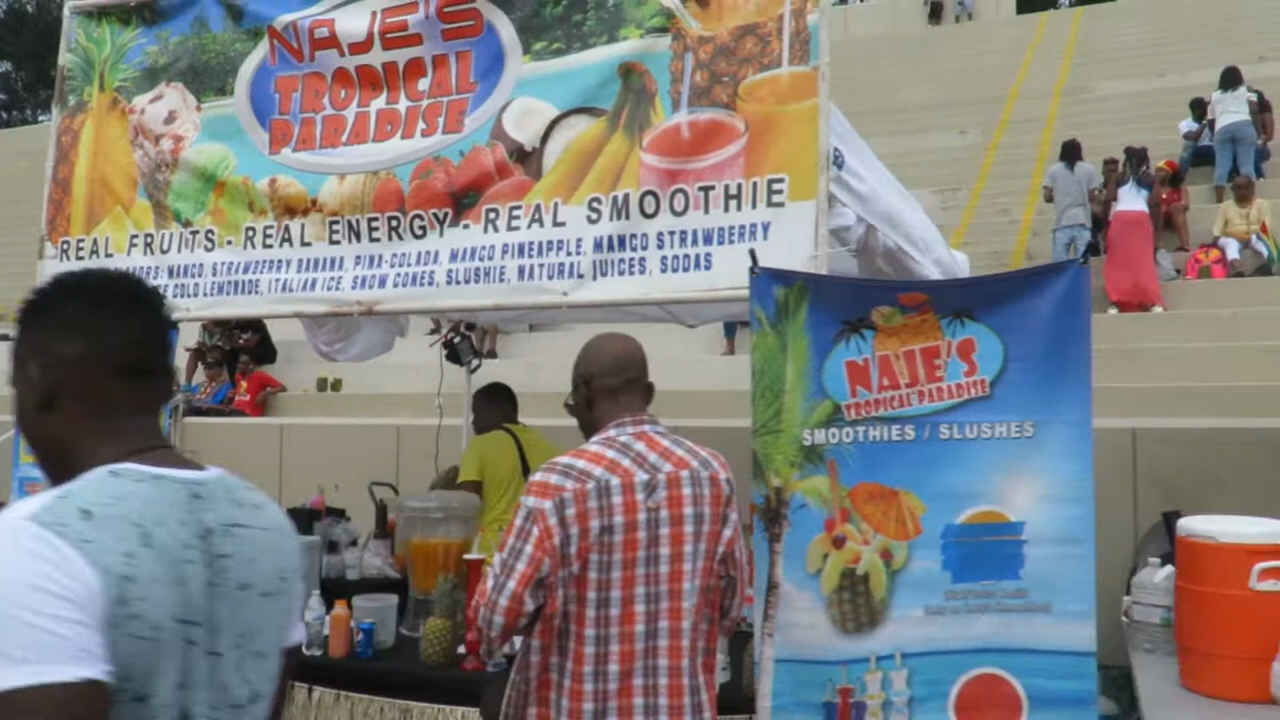 NAJE'S
TROPICAL
PARADISE
REAL FRUITS - REAL ENERGY - REAL SMOOTHIE
MANGO, STRAWBERRY BANANA, PINA-COLADA, MANGO PINEAPPLE, MANGO STRAWBERRY
COLD LEMONADE, ITALIAN ICE, SNOW CONES, SLUSHIE, NATURAL JUICES, SODAS
NAJE'S
TROPICAL PARADISE
SMOOTHIES / SLUSHES